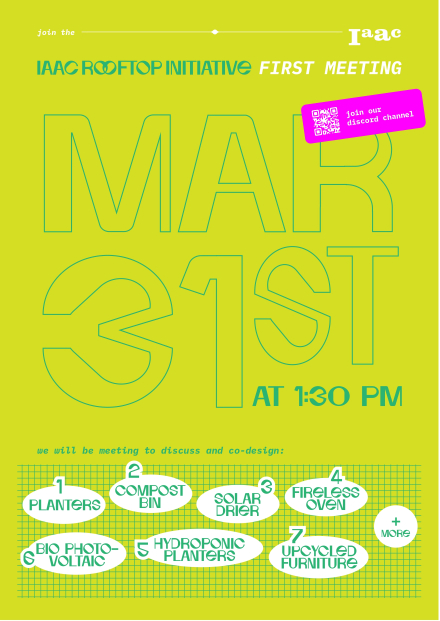 join the
Iaac
IAAC ROOFTOP INITIATIVE FIRST MEETING
join our
discord channel
MAR
31ST
AT 1:30 PM
we will be meeting to discuss and co-design:
1
PLANTERS
2
COMPOST
BIN
3
SOLAR
DRIER
4
FIRELESS
OVEN
+
MORE
6
BIO PHOTO-
VOLTAIC
5
HYDROPONIC
PLANTERS
7
UPCYCLED
FURNITURE